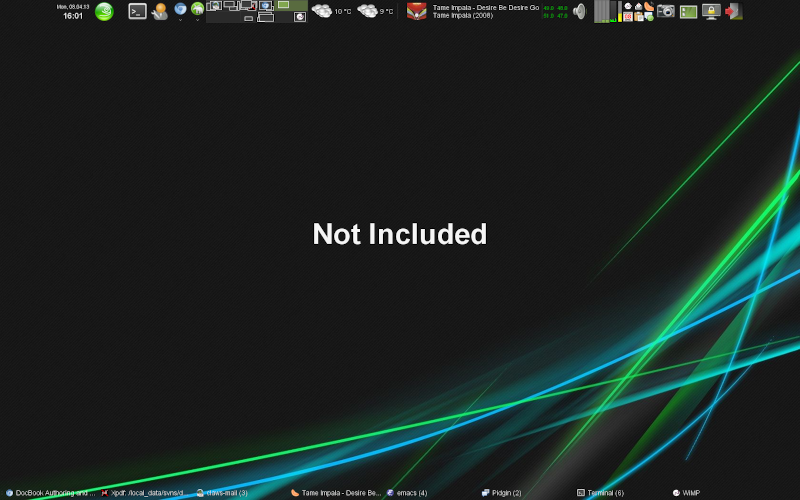 Mon, 08.04.13
16:01
10 °C
9 °C
Tame Impala - Desire Be Desire Go
Tame Impala (2008)
Not Included
DocBook Authoring and ...
xpdf: /local_data/svns/d
claws-mail (3)
Tame Impala - Desire Be...
emacs (4)
Pidgin (2)
Terminal (6)
WiMP